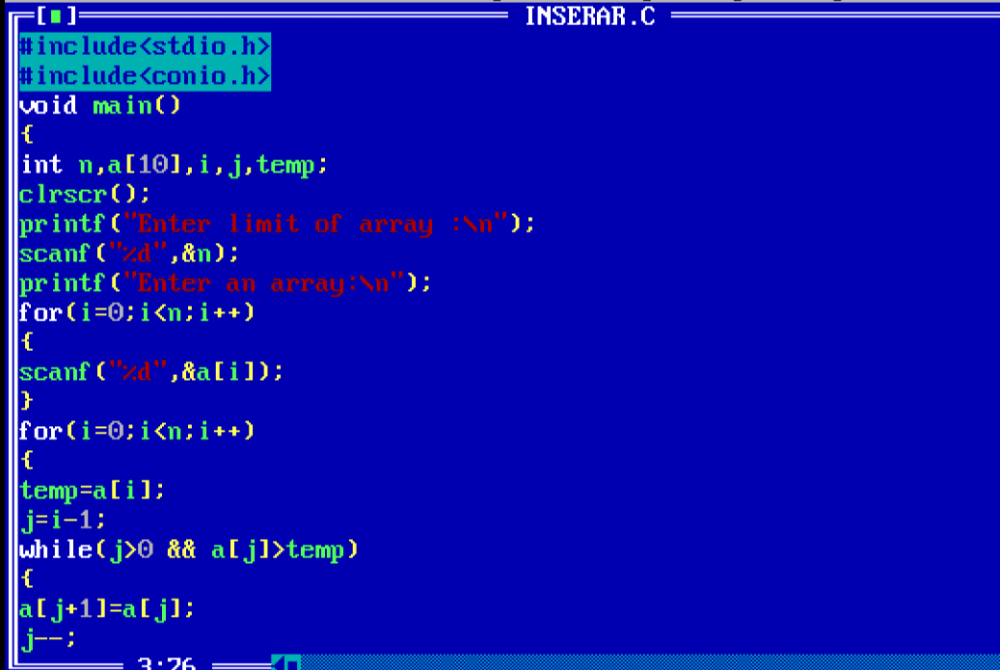 [■] INSERAR.C
#include<stdio.h>
#include<conio.h>
void main()
{
int n,a[10],i,j,temp;
clrscr();
printf("Enter limit of array :\n");
scanf("%d",&n);
printf("Enter an array:\n");
for(i=0;i<n;i++)
{
scanf("%d",&a[i]);
}
for(i=0;i<n;i++)
{
temp=a[i];
j=i-1;
while(j>0 && a[j]>temp)
{
a[j+1]=a[j];
j--;
3:26